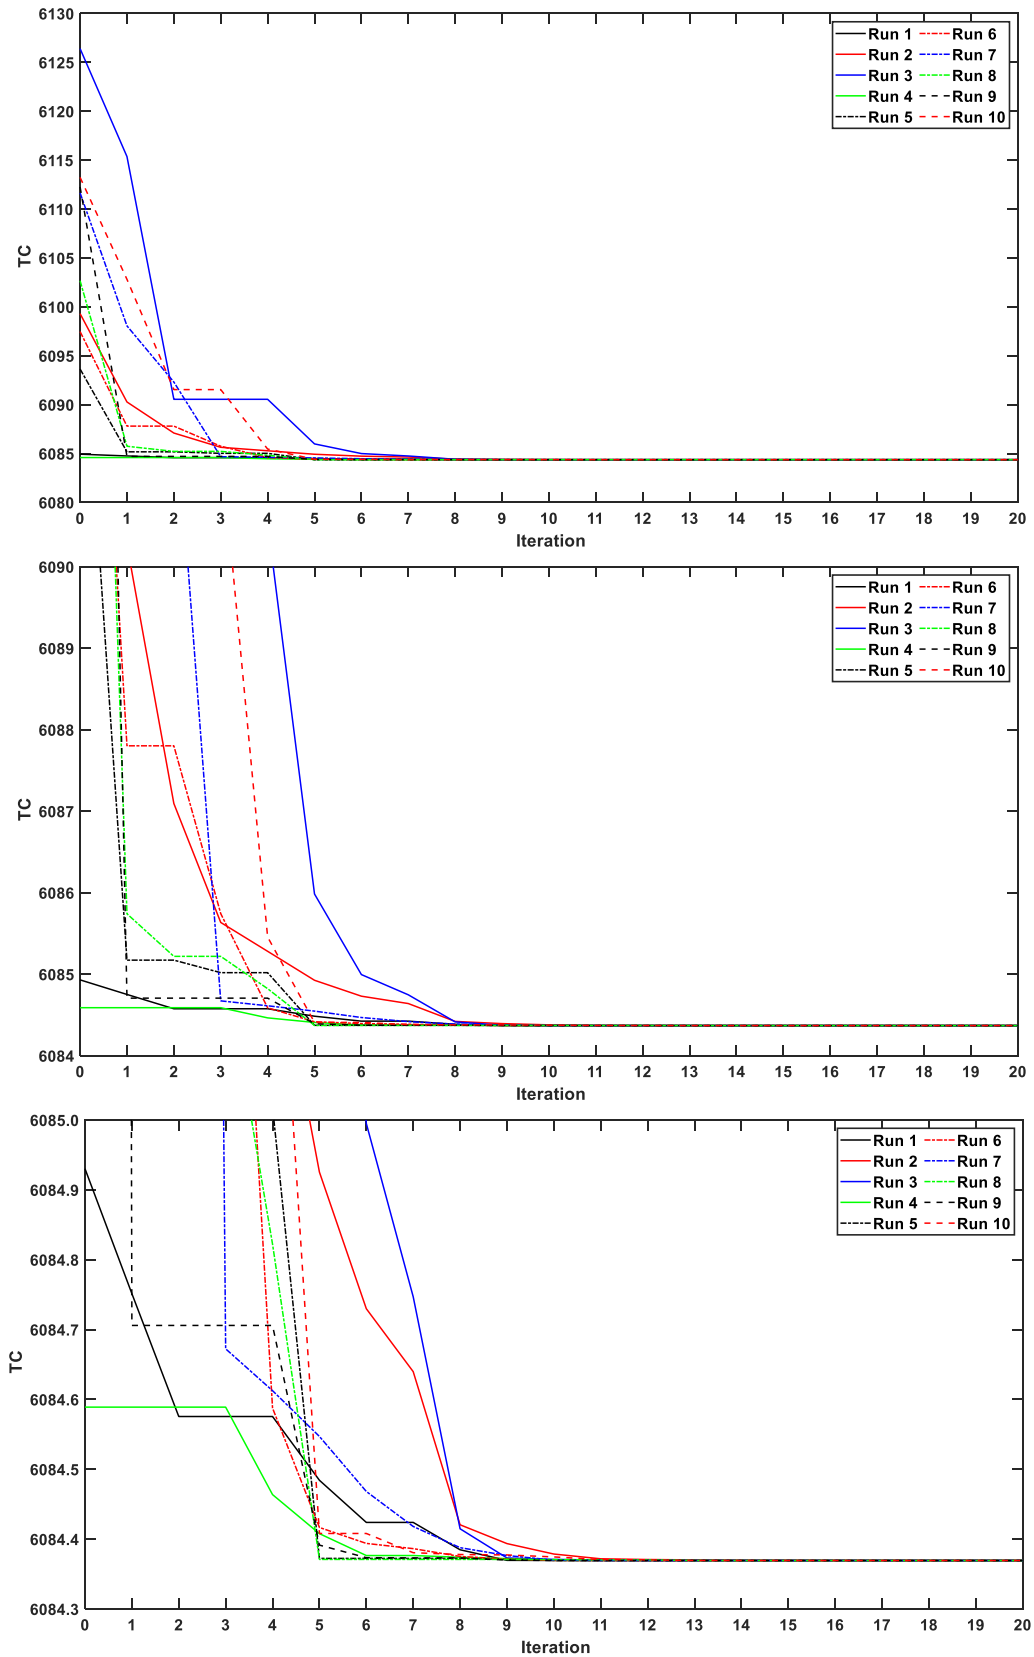 6130
6125
6120
6115
6110
6105
6100
6095
6090
6085
6080
TC
0 1 2 3 4 5 6 7 8 9 10 11 12 13 14 15 16 17 18 19 20
Iteration
Run 1 Run 6
Run 2 Run 7
Run 3 Run 8
Run 4 Run 9
Run 5 Run 10
6090
6089
6088
6087
6086
6085
6084
TC
0 1 2 3 4 5 6 7 8 9 10 11 12 13 14 15 16 17 18 19 20
Iteration
Run 1 Run 6
Run 2 Run 7
Run 3 Run 8
Run 4 Run 9
Run 5 Run 10
6085.0
6084.9
6084.8
6084.7
6084.6
6084.5
6084.4
6084.3
TC
0 1 2 3 4 5 6 7 8 9 10 11 12 13 14 15 16 17 18 19 20
Iteration
Run 1 Run 6
Run 2 Run 7
Run 3 Run 8
Run 4 Run 9
Run 5 Run 10